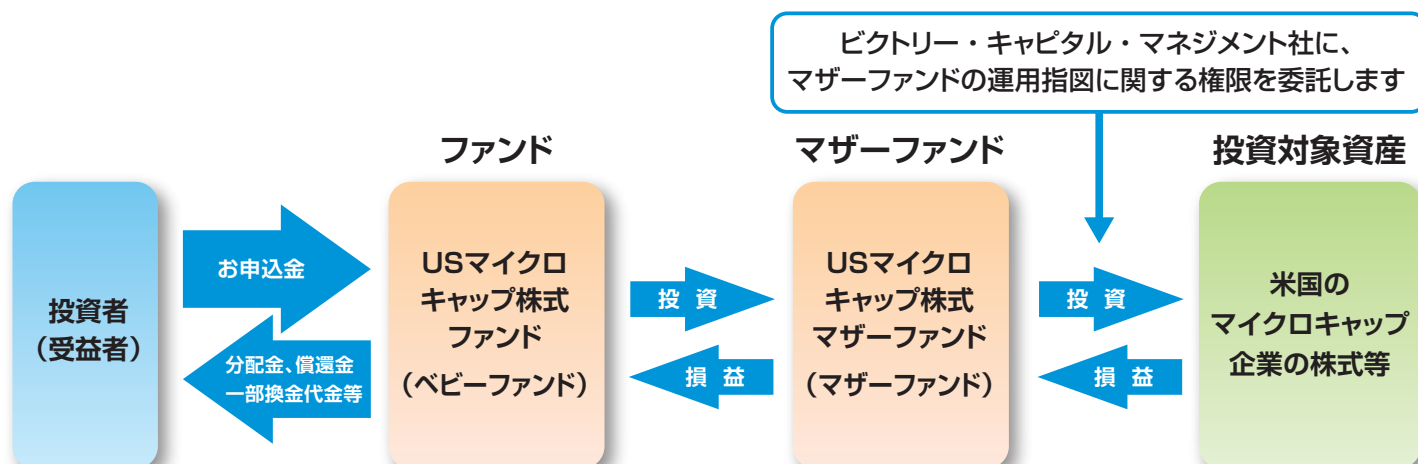 ビクトリー・キャピタル・マネジメント社に、
マザーファンドの運用指図に関する権限を委託します
ファンド
マザーファンド
投資対象資産
投資者
（受益者）
お申込金
分配金、償還金
一部換金代金等
USマイクロ
キャップ株式
ファンド
（ベビーファンド）
投 資
損 益
USマイクロ
キャップ株式
マザーファンド
（マザーファンド）
投 資
損 益
米国の
マイクロキャップ
企業の株式等